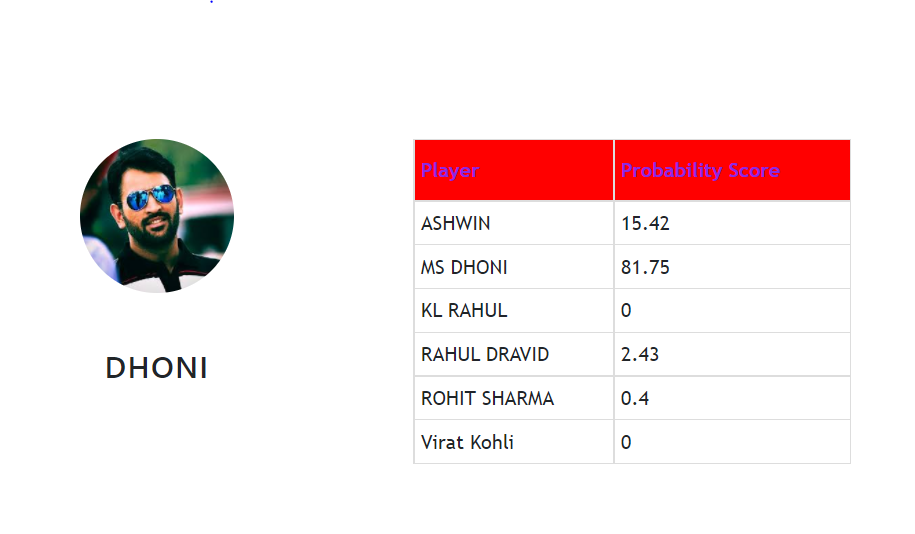 DHONI
Player Probability Score
ASHWIN 15.42
MS DHONI 81.75
KL RAHUL 0
RAHUL DRAVID 2.43
ROHIT SHARMA 0.4
Virat Kohli 0